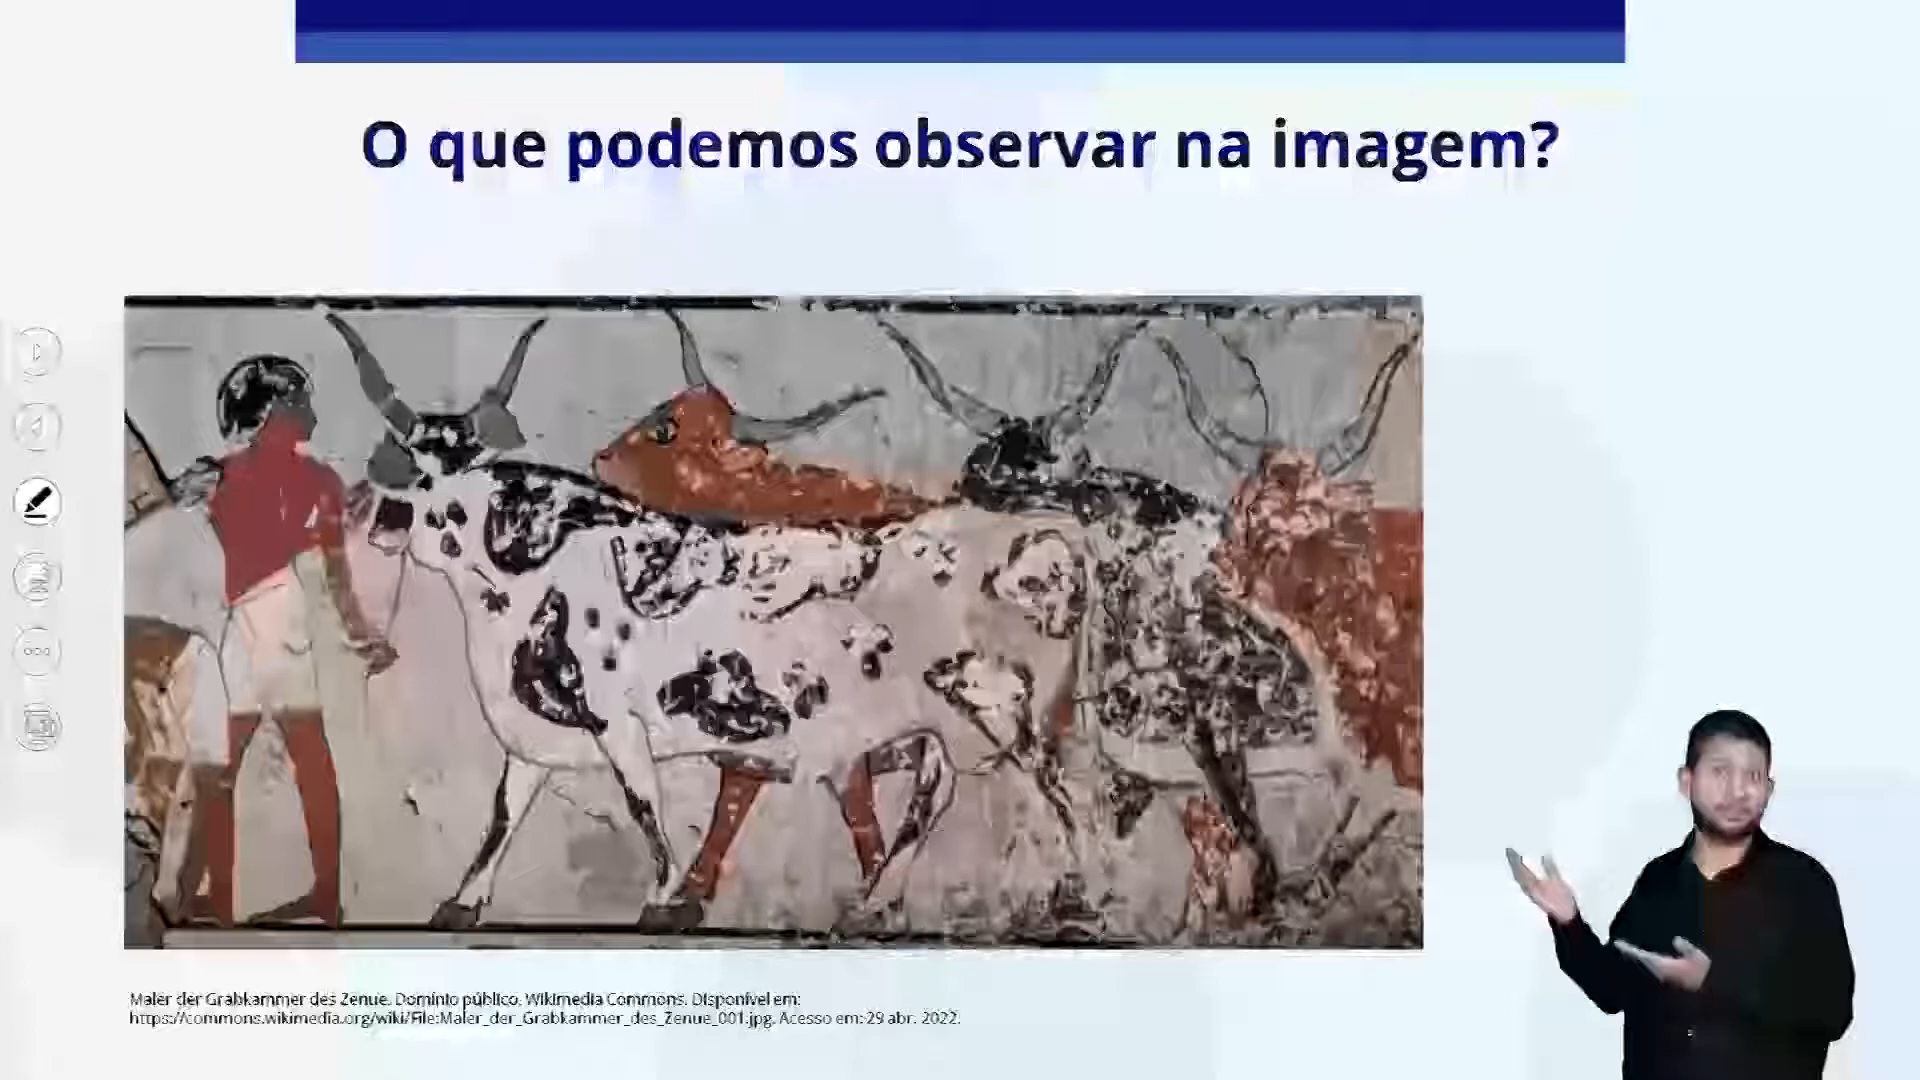 O que podemos observar na imagem?
Maler der Grabkammer des Zenue. Domínio público. Wikimedia Commons. Disponível em:
https://commons.wikimedia.org/wiki/File:Maler_der_Grabkammer_des_Zenue_001.jpg. Acesso em: 29 abr. 2022.